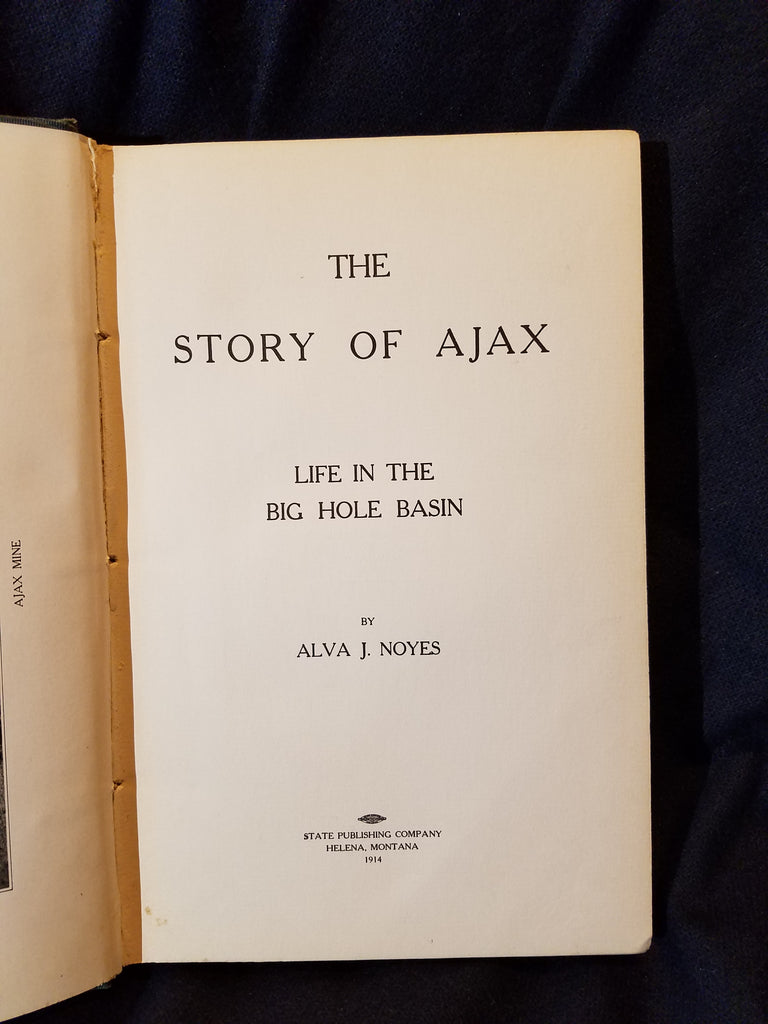 AJAX MINE
THE
STORY OF AJAX
LIFE IN THE
BIG HOLE BASIN
BY
ALVA J. NOYES
STATE PUBLISHING COMPANY
HELENA, MONTANA
1914